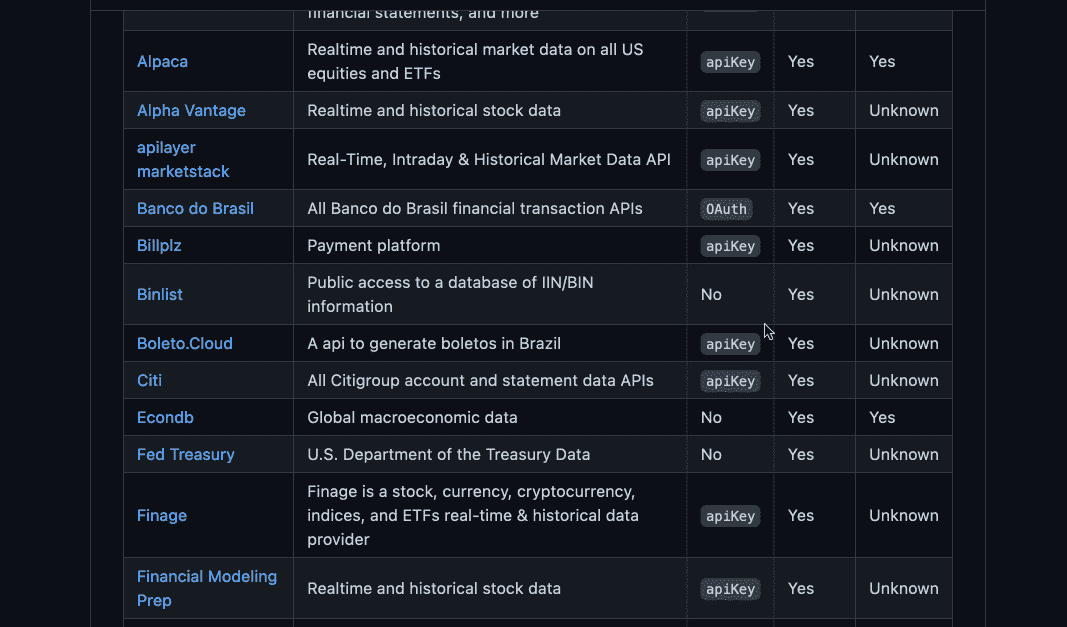 financial statements, and more
Alpaca
Realtime and historical market data on all US
equities and ETFs
apiKey
Yes
Yes
Alpha Vantage
Realtime and historical stock data
apiKey
Yes
Unknown
apilayer
marketstack
Real-Time, Intraday & Historical Market Data API
apiKey
Yes
Unknown
Banco do Brasil
All Banco do Brasil financial transaction APIs
OAuth
Yes
Yes
Billplz
Payment platform
apiKey
Yes
Unknown
Binlist
Public access to a database of IIN/BIN
information
No
Yes
Unknown
Boleto.Cloud
A api to generate boletos in Brazil
apiKey
Yes
Unknown
Citi
All Citigroup account and statement data APIs
apiKey
Yes
Unknown
Econdb
Global macroeconomic data
No
Yes
Yes
Fed Treasury
U.S. Department of the Treasury Data
No
Yes
Unknown
Finage
Finage is a stock, currency, cryptocurrency,
indices, and ETFs real-time & historical data
provider
apiKey
Yes
Unknown
Financial Modeling
Prep
Realtime and historical stock data
apiKey
Yes
Unknown